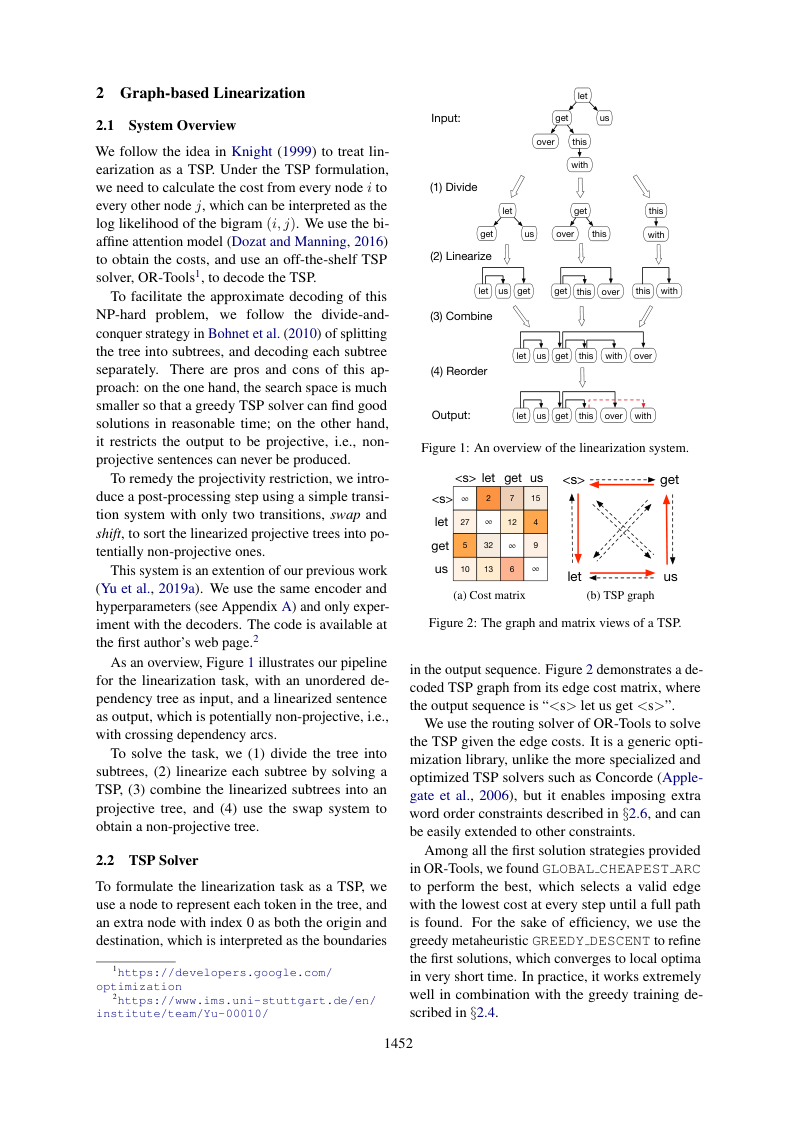 2 Graph-based Linearization
2.1 System Overview
We follow the idea in Knight (1999) to treat lin-
earization as a TSP. Under the TSP formulation,
we need to calculate the cost from every node i to
every other node j, which can be interpreted as the
log likelihood of the bigram (i, j). We use the bi-
affine attention model (Dozat and Manning, 2016)
to obtain the costs, and use an off-the-shelf TSP
solver, OR-Tools1, to decode the TSP.
To facilitate the approximate decoding of this
NP-hard problem, we follow the divide-and-
conquer strategy in Bohnet et al. (2010) of splitting
the tree into subtrees, and decoding each subtree
separately. There are pros and cons of this ap-
proach: on the one hand, the search space is much
smaller so that a greedy TSP solver can find good
solutions in reasonable time; on the other hand,
it restricts the output to be projective, i.e., non-
projective sentences can never be produced.
To remedy the projectivity restriction, we intro-
duce a post-processing step using a simple transi-
tion system with only two transitions, swap and
shift, to sort the linearized projective trees into po-
tentially non-projective ones.
This system is an extention of our previous work
(Yu et al., 2019a). We use the same encoder and
hyperparameters (see Appendix A) and only exper-
iment with the decoders. The code is available at
the first author's web page.2
As an overview, Figure 1 illustrates our pipeline
for the linearization task, with an unordered de-
pendency tree as input, and a linearized sentence
as output, which is potentially non-projective, i.e.,
with crossing dependency arcs.
To solve the task, we (1) divide the tree into
subtrees, (2) linearize each subtree by solving a
TSP, (3) combine the linearized subtrees into an
projective tree, and (4) use the swap system to
obtain a non-projective tree.
2.2 TSP Solver
To formulate the linearization task as a TSP, we
use a node to represent each token in the tree, and
an extra node with index 0 as both the origin and
destination, which is interpreted as the boundaries
1https://developers.google.com/
optimization
2https://www.ims.uni-stuttgart.de/en/
institute/team/Yu-00010/
let
Input: get us
over this
with
(1) Divide
let get this
get us over this with
(2) Linearize
let us get get this over this with
(3) Combine
let us get this with over
(4) Reorder
Output: let us get this over with
Figure 1: An overview of the linearization system.
<s> let get us
<s> ∞ 2 7 15
let 27 ∞ 12 4
get 5 32 ∞ 9
us 10 13 6 ∞
(a) Cost matrix
<s> get
let us
(b) TSP graph
Figure 2: The graph and matrix views of a TSP.
in the output sequence. Figure 2 demonstrates a de-
coded TSP graph from its edge cost matrix, where
the output sequence is "<s> let us get <s>".
We use the routing solver of OR-Tools to solve
the TSP given the edge costs. It is a generic opti-
mization library, unlike the more specialized and
optimized TSP solvers such as Concorde (Apple-
gate et al., 2006), but it enables imposing extra
word order constraints described in §2.6, and can
be easily extended to other constraints.
Among all the first solution strategies provided
in OR-Tools, we found GLOBAL_CHEAPEST_ARC
to perform the best, which selects a valid edge
with the lowest cost at every step until a full path
is found. For the sake of efficiency, we use the
greedy metaheuristic GREEDY_DESCENT to refine
the first solutions, which converges to local optima
in very short time. In practice, it works extremely
well in combination with the greedy training de-
scribed in §2.4.
1452